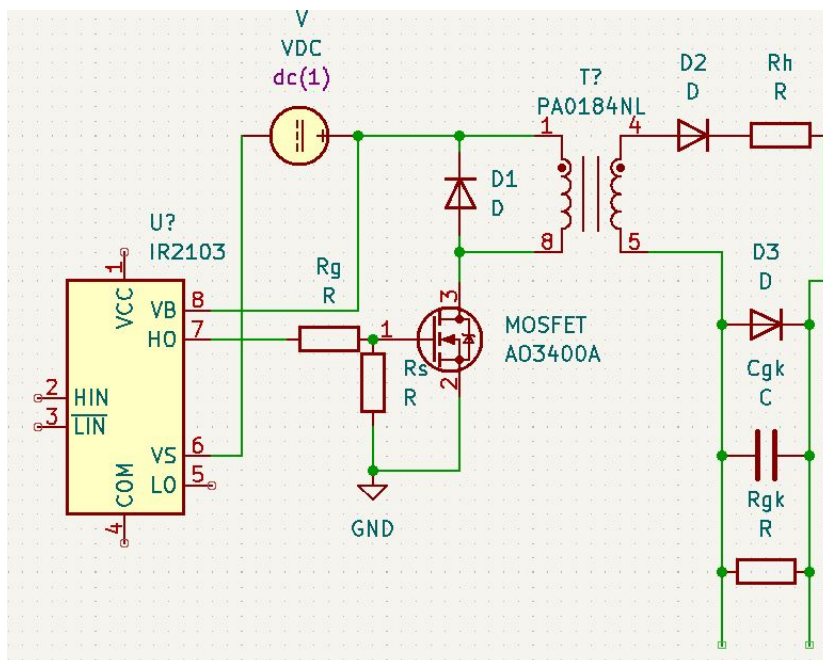 V
VDC
dc(1)
T?
PA0184NL
D2
D
Rh
R
1
4
8
5
D1
D
U?
IR2103
1
VCC
VB
8
HO
7
2
HIN
3
LIN
VS
6
LO
5
COM
4
Rg
R
1
3
2
MOSFET
AO3400A
Rs
R
GND
D3
D
Cgk
C
Rgk
R